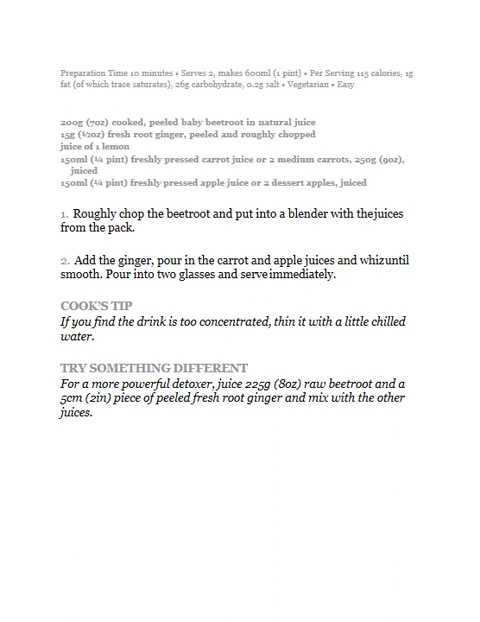 Preparation Time 10 minutes • Serves 2, makes 600ml (1 pint) • Per Serving 115 calories, 1g
fat (of which trace saturates), 26g carbohydrate, 0.2g salt • Vegetarian • Easy
200g (7oz) cooked, peeled baby beetroot in natural juice
15g (½oz) fresh root ginger, peeled and roughly chopped
juice of 1 lemon
150ml (¼ pint) freshly pressed carrot juice or 2 medium carrots, 250g (9oz),
juiced
150ml (¼ pint) freshly pressed apple juice or 2 dessert apples, juiced
1. Roughly chop the beetroot and put into a blender with thejuices
from the pack.
2. Add the ginger, pour in the carrot and apple juices and whizuntil
smooth. Pour into two glasses and serveimmediately.
COOK'S TIP
If you find the drink is too concentrated, thin it with a little chilled
water.
TRY SOMETHING DIFFERENT
For a more powerful detoxer, juice 225g (8oz) raw beetroot and a
5cm (2in) piece of peeled fresh root ginger and mix with the other
juices.